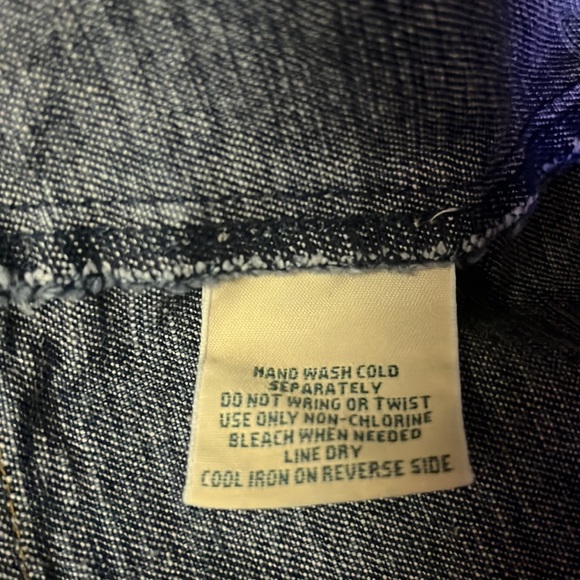 HAND WASH COLD
SEPARATELY
DO NOT WRING OR TWIST
USE ONLY NON-CHLORINE
BLEACH WHEN NEEDED
LINE DRY
COOL IRON ON REVERSE SIDE